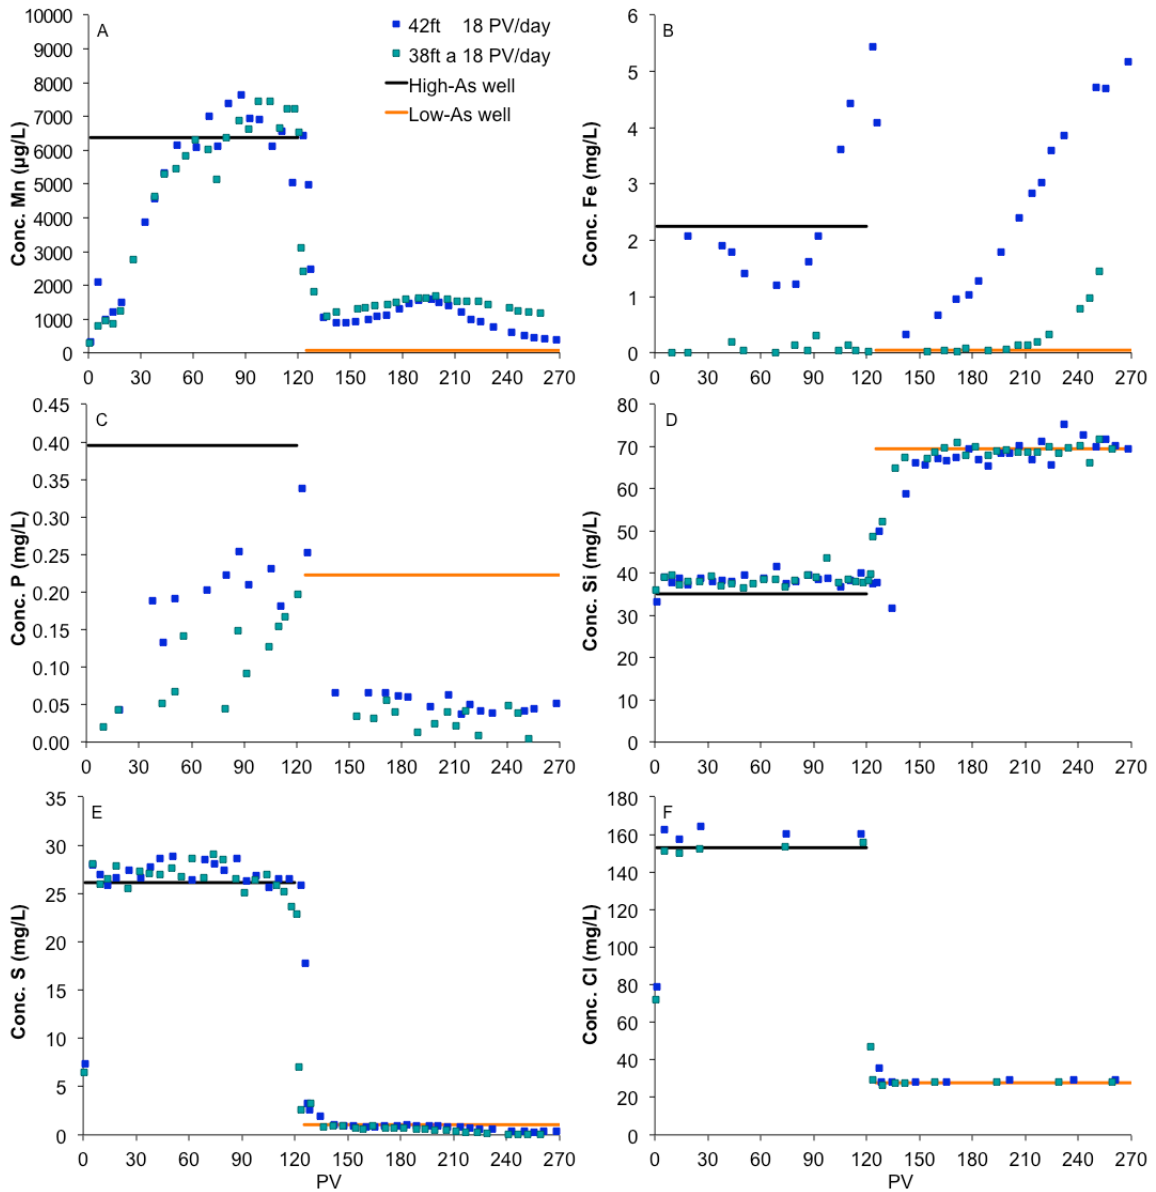 A
42ft 18 PV/day
38ft a 18 PV/day
High-As well
Low-As well
Conc. Mn (µg/L)
10000
9000
8000
7000
6000
5000
4000
3000
2000
1000
0
0 30 60 90 120 150 180 210 240 270
B
Conc. Fe (mg/L)
6
5
4
3
2
1
0
0 30 60 90 120 150 180 210 240 270
C
Conc. P (mg/L)
0.45
0.40
0.35
0.30
0.25
0.20
0.15
0.10
0.05
0.00
0 30 60 90 120 150 180 210 240 270
D
Conc. Si (mg/L)
80
70
60
50
40
30
20
10
0
0 30 60 90 120 150 180 210 240 270
E
Conc. S (mg/L)
35
30
25
20
15
10
5
0
0 30 60 90 120 150 180 210 240 270
PV
F
Conc. Cl (mg/L)
180
160
140
120
100
80
60
40
20
0
0 30 60 90 120 150 180 210 240 270
PV